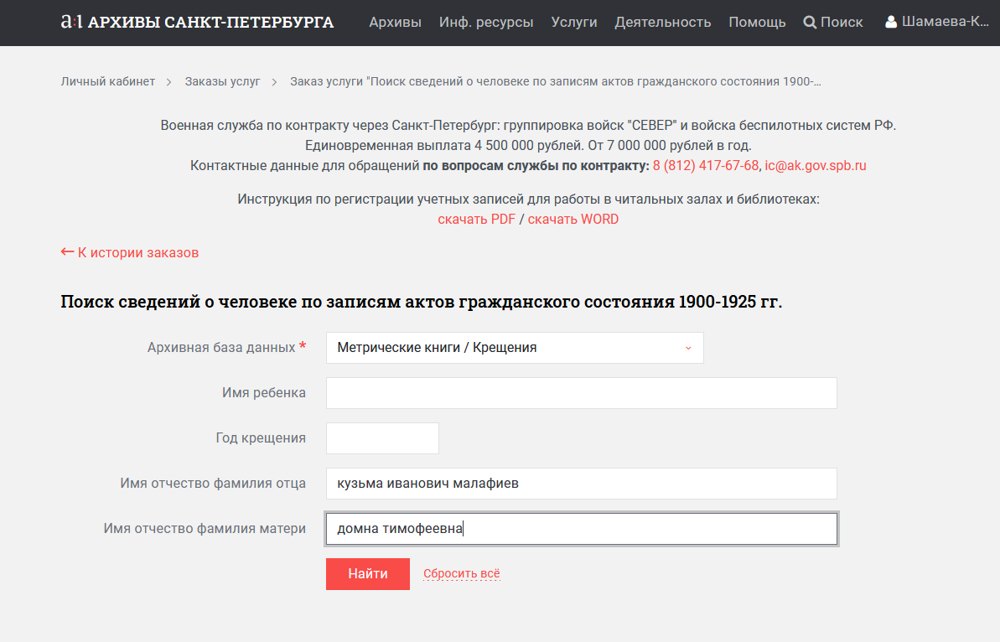 a:i АРХИВЫ САНКТ-ПЕТЕРБУРГА Архивы Инф. ресурсы Услуги Деятельность Помощь Поиск Шамаева-К...
Личный кабинет > Заказы услуг > Заказ услуги "Поиск сведений о человеке по записям актов гражданского состояния 1900-...
Военная служба по контракту через Санкт-Петербург: группировка войск "СЕВЕР" и войска беспилотных систем РФ.
Единовременная выплата 4 500 000 рублей. От 7 000 000 рублей в год.
Контактные данные для обращений по вопросам службы по контракту: 8 (812) 417-67-68, ic@ak.gov.spb.ru
Инструкция по регистрации учетных записей для работы в читальных залах и библиотеках:
скачать PDF / скачать WORD
← К истории заказов
Поиск сведений о человеке по записям актов гражданского состояния 1900-1925 гг.
Архивная база данных * Метрические книги / Крещения
Имя ребенка
Год крещения
Имя отчество фамилия отца кузьма иванович малафиев
Имя отчество фамилия матери домна тимофеевна
Найти Сбросить всё